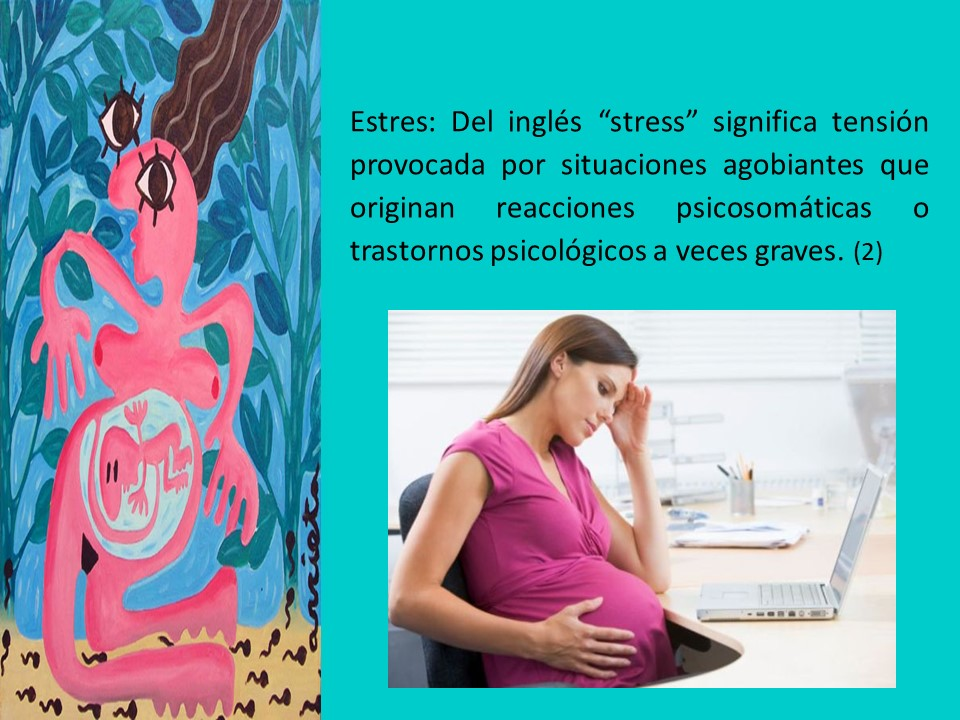 Estres: Del inglés “stress” significa tensión
provocada por situaciones agobiantes que
originan reacciones psicosomáticas o
trastornos psicológicos a veces graves. (2)
arrieta